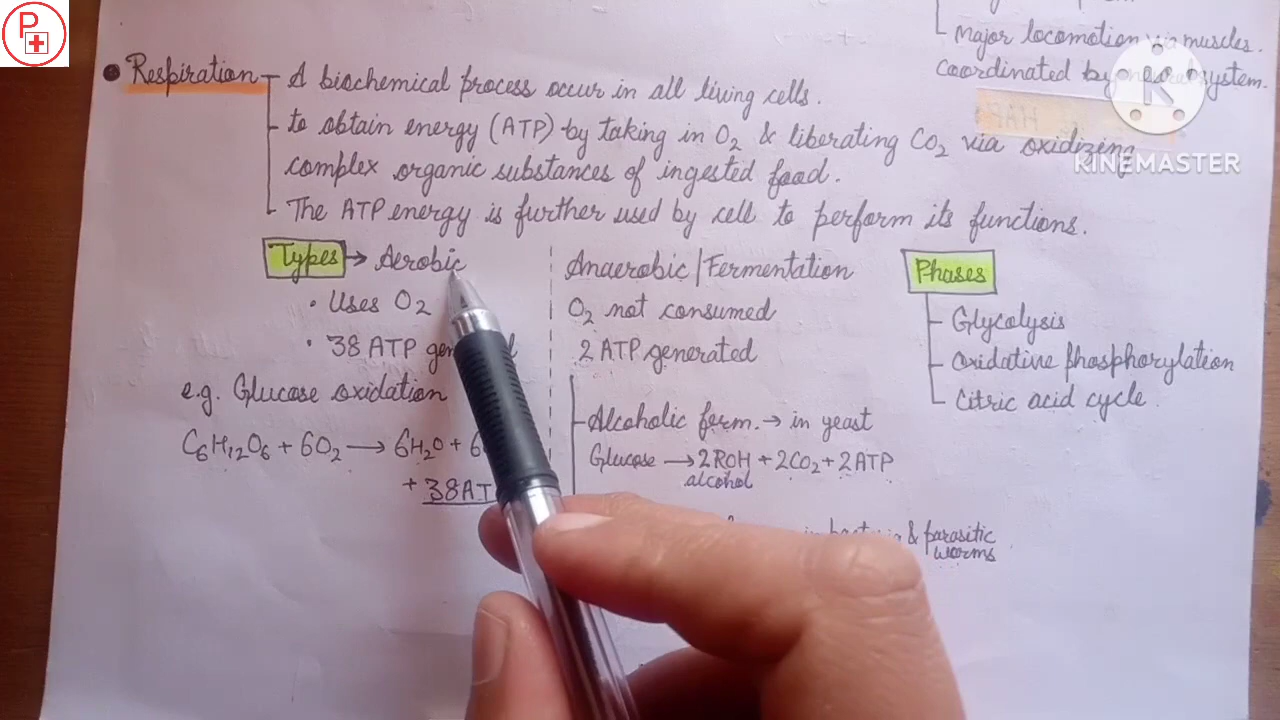 P
Major locomotion via muscles.
coordinated by
system.
KINEMASTER
Respiration
A biochemical process occur in all living cells.
to obtain energy (ATP) by taking in O2 & liberating CO2 via oxidizing
complex organic substances of ingested food.
The ATP energy is further used by cell to perform its functions.
Types → Aerobic
• Uses O2
• 38 ATP
e.g. Glucose oxidation
C6H12O6 + 6O2 → 6H2O + 6
+ 38AT
Anaerobic | Fermentation
O2 not consumed
2 ATP generated
Alcoholic ferm. → in yeast
Glucose → 2ROH + 2CO2 + 2ATP
alcohol
in bacteria & parasitic
worms
Phases
Glycolysis
Oxidative phosphorylation
Citric acid cycle.